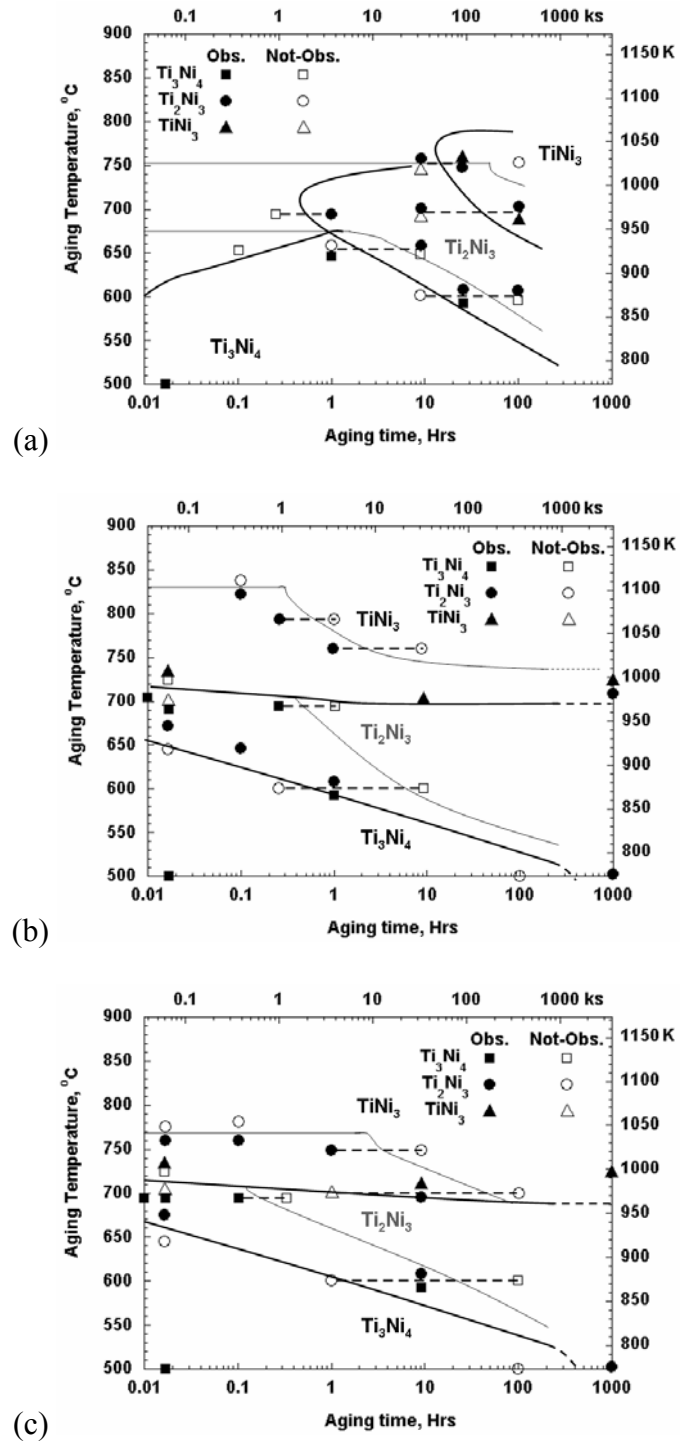 0.1 1 10 100 1000 ks
900 850 800 750 700 650 600 550 500
Aging Temperature, °C
Obs. Not-Obs.
Ti3Ni4
Ti2Ni3
TiNi3
1150 K 1100 1050 1000 950 900 850 800
TiNi3
Ti2Ni3
Ti3Ni4
0.01 0.1 1 10 100 1000
Aging time, Hrs
(a)
0.1 1 10 100 1000 ks
900 850 800 750 700 650 600 550 500
Aging Temperature, °C
Obs. Not-Obs.
Ti3Ni4
Ti2Ni3
TiNi3
1150 K 1100 1050 1000 950 900 850 800
TiNi3
Ti2Ni3
Ti3Ni4
0.01 0.1 1 10 100 1000
Aging time, Hrs
(b)
0.1 1 10 100 1000 ks
900 850 800 750 700 650 600 550 500
Aging Temperature, °C
Obs. Not-Obs.
Ti3Ni4
Ti2Ni3
TiNi3
1150 K 1100 1050 1000 950 900 850 800
TiNi3
Ti2Ni3
Ti3Ni4
0.01 0.1 1 10 100 1000
Aging time, Hrs
(c)